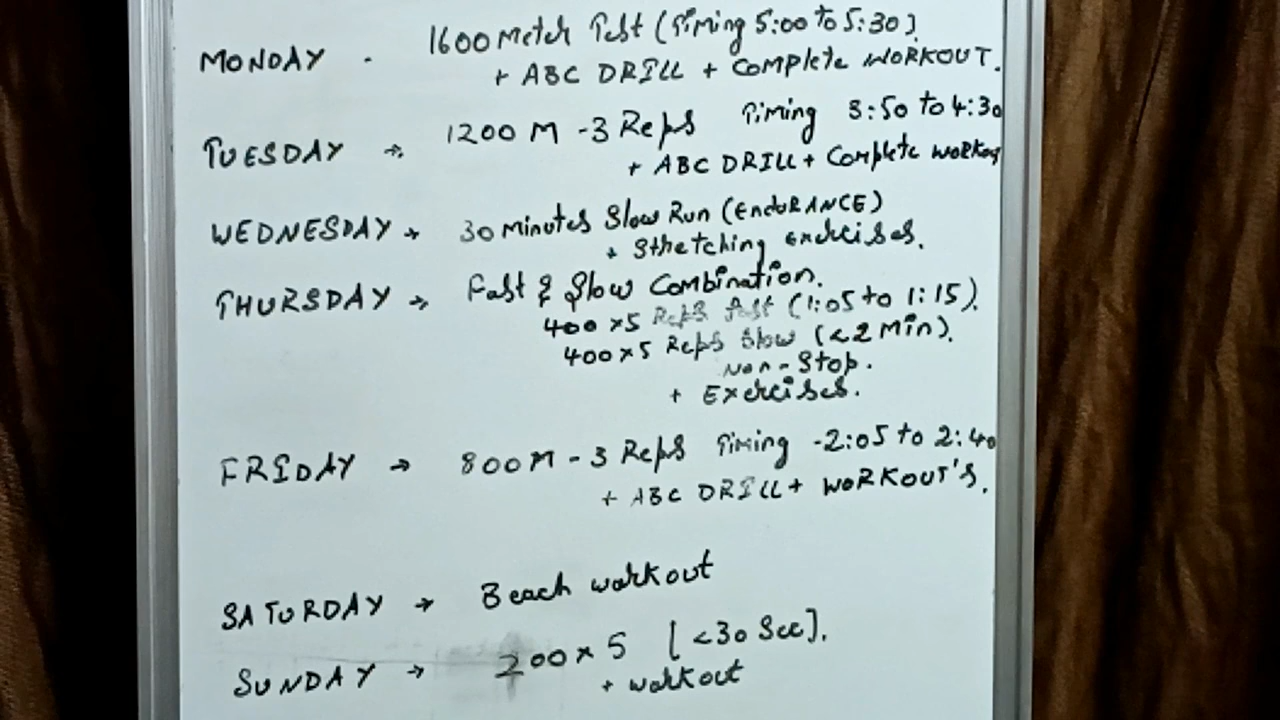 MONDAY - 1600 Meter Test (Timing 5:00 to 5:30).
+ ABC DRILL + Complete WORKOUT.
TUESDAY → 1200 M - 3 Reps Timing 3:50 to 4:30
+ ABC DRILL + Complete workou
WEDNESDAY → 30 Minutes Slow Run (ENDURANCE)
+ Stretching exercises.
THURSDAY → Fast & Slow Combination.
400 x 5 Reps fast (1:05 to 1:15).
400 x 5 Reps Slow (<2 Min).
Non-Stop.
+ Exercises.
FRIDAY → 800M - 3 Reps Timing -2:05 to 2:40
+ ABC DRILL + WORKOUT'S.
SATURDAY → Beach workout
SUNDAY → 200 x 5 [<30 Sec].
+ workout